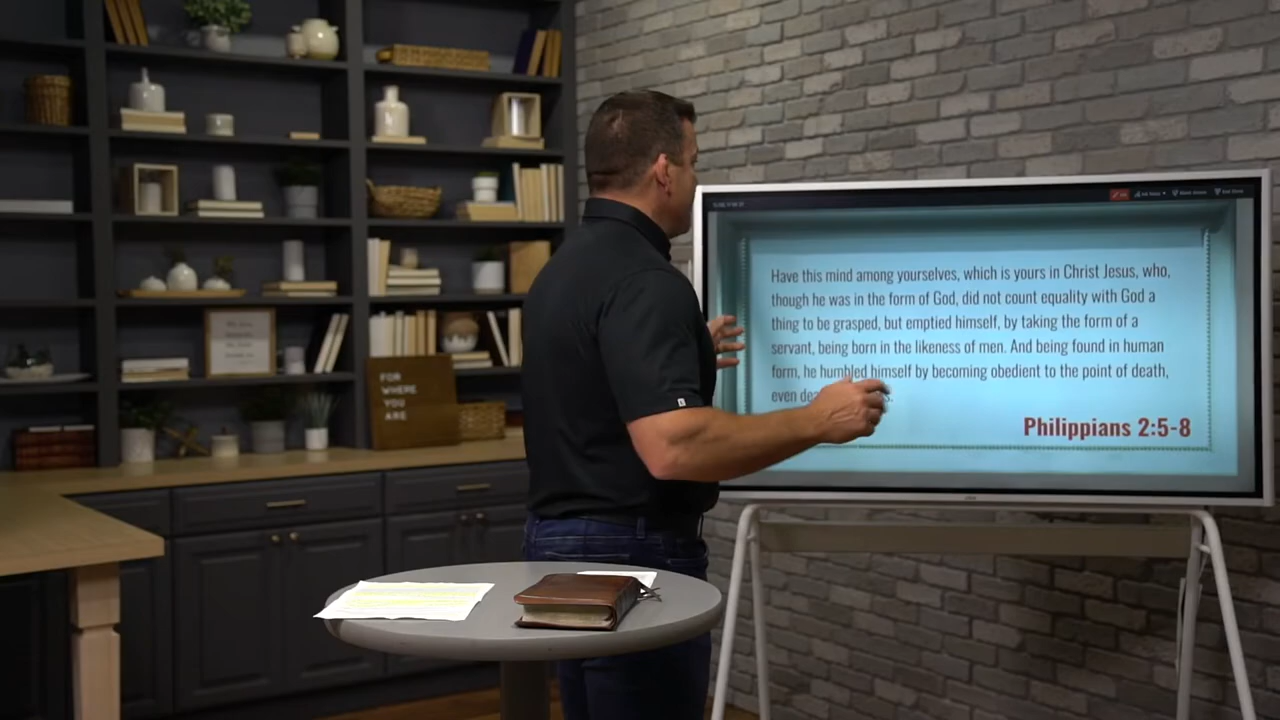 Have this mind among yourselves, which is yours in Christ Jesus, who,
though he was in the form of God, did not count equality with God a
thing to be grasped, but emptied himself, by taking the form of a
servant, being born in the likeness of men. And being found in human
form, he humbled himself by becoming obedient to the point of death,
even
Philippians 2:5-8
FOR
WHERE
YOU
ARE